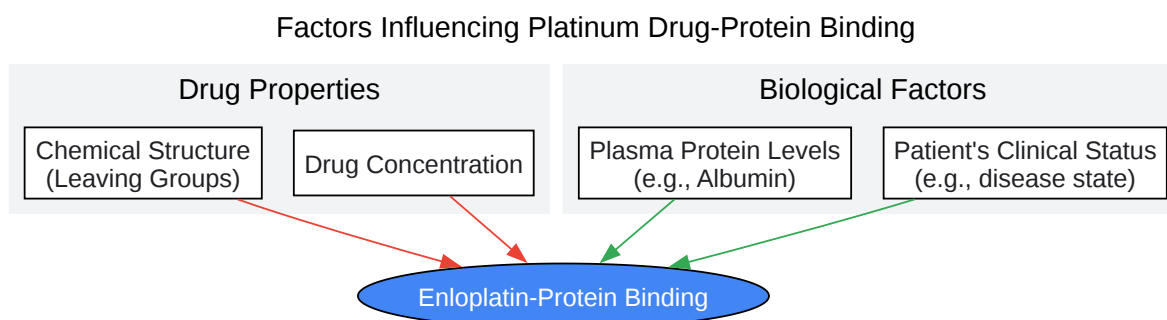 Factors Influencing Platinum Drug-Protein Binding
Drug Properties
Chemical Structure
(Leaving Groups)
Drug Concentration
Biological Factors
Plasma Protein Levels
(e.g., Albumin)
Patient's Clinical Status
(e.g., disease state)
Enloplatin-Protein Binding